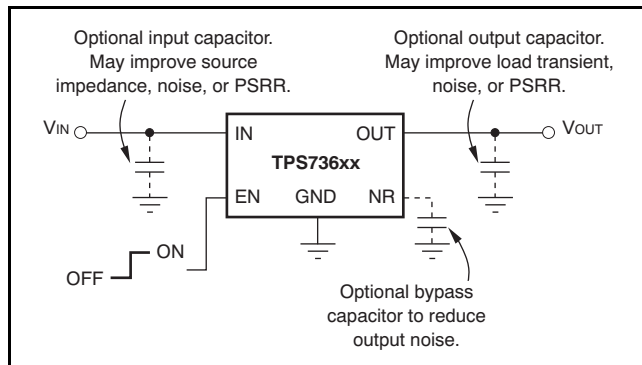 Optional input capacitor.
May improve source
impedance, noise, or PSRR.
Optional output capacitor.
May improve load transient,
noise, or PSRR.
VIN
IN
OUT
VOUT
TPS736xx
EN
GND
NR
ON
OFF
Optional bypass
capacitor to reduce
output noise.